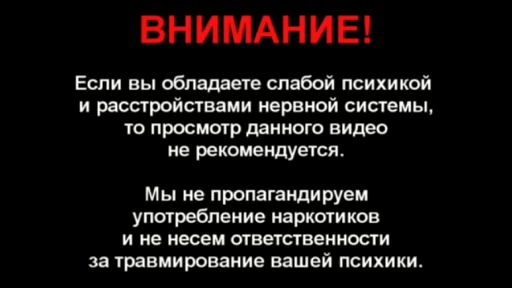 ВНИМАНИЕ!
Если вы обладаете слабой психикой
и расстройствами нервной системы,
то просмотр данного видео
не рекомендуется.
Мы не пропагандируем
употребление наркотиков
и не несем ответственности
за травмирование вашей психики.